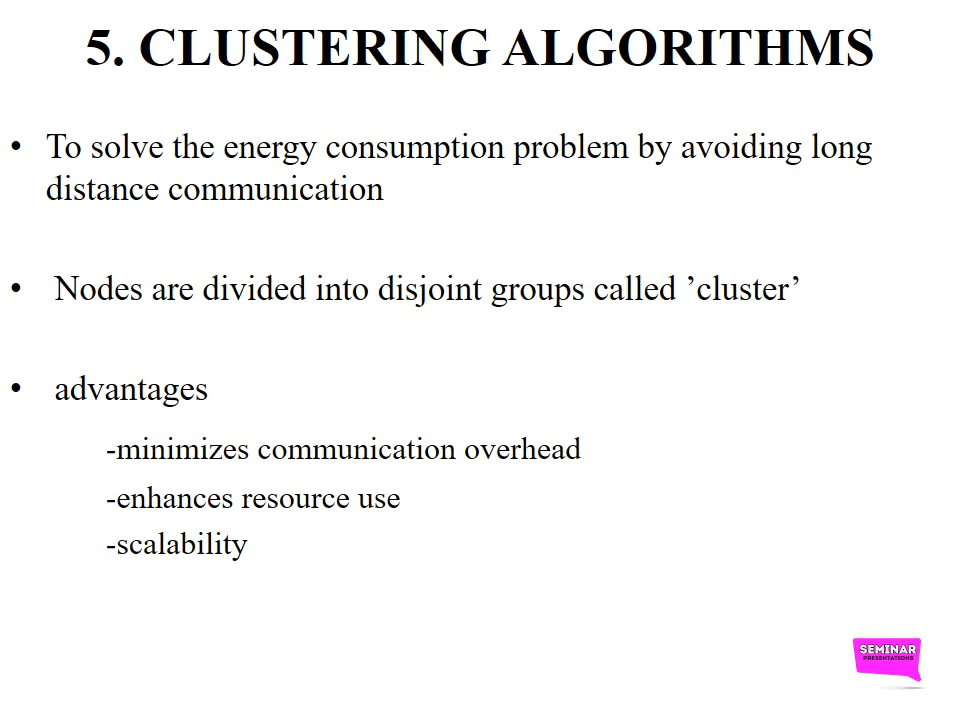 5. CLUSTERING ALGORITHMS
• To solve the energy consumption problem by avoiding long
distance communication
• Nodes are divided into disjoint groups called ’cluster’
• advantages
-minimizes communication overhead
-enhances resource use
-scalability
SEMINAR
PRESENTATIONS